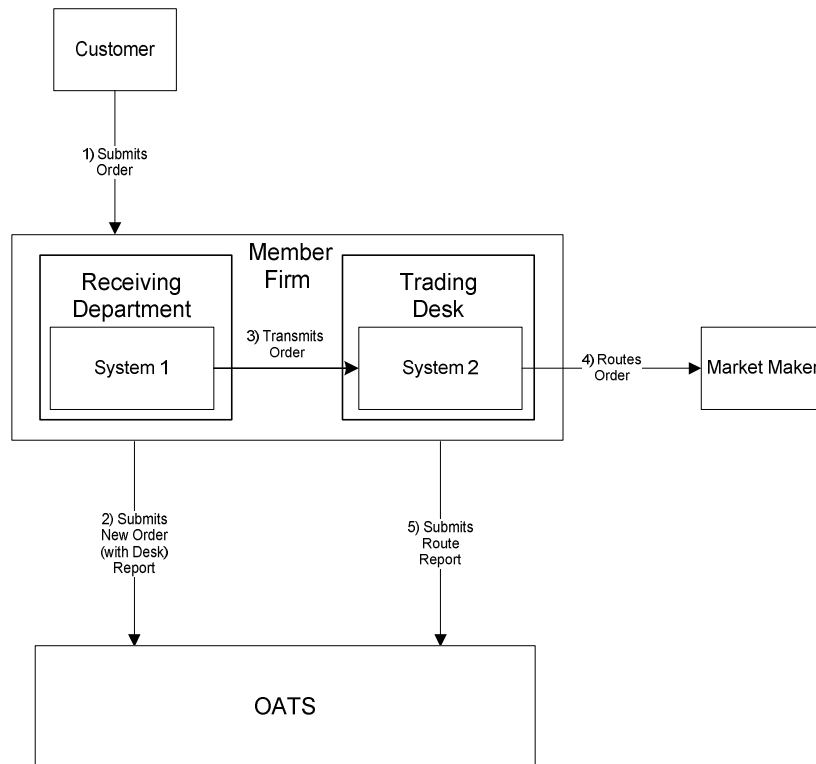 Customer
1) Submits
Order
Member
Firm
Receiving
Department
Trading
Desk
System 1
3) Transmits
Order
System 2
4) Routes
Order
Market Maker
2) Submits
New Order
(with Desk)
Report
5) Submits
Route
Report
OATS